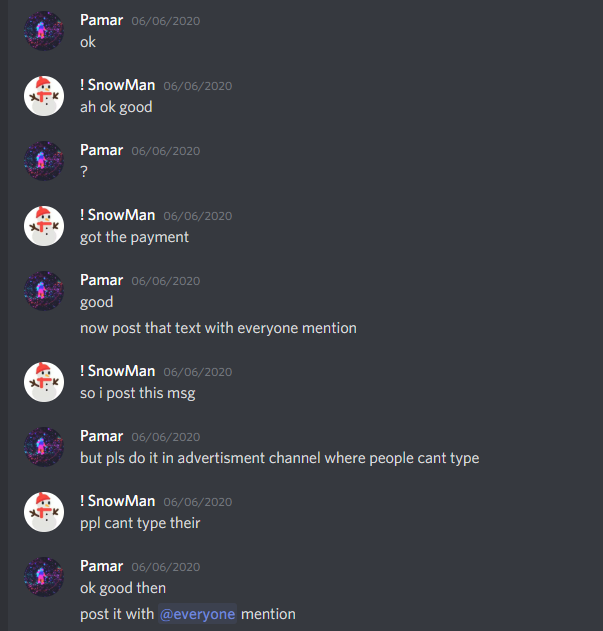 Pamar 06/06/2020
ok
! SnowMan 06/06/2020
ah ok good
Pamar 06/06/2020
?
! SnowMan 06/06/2020
got the payment
Pamar 06/06/2020
good
now post that text with everyone mention
! SnowMan 06/06/2020
so i post this msg
Pamar 06/06/2020
but pls do it in advertisment channel where people cant type
! SnowMan 06/06/2020
ppl cant type their
Pamar 06/06/2020
ok good then
post it with @everyone mention